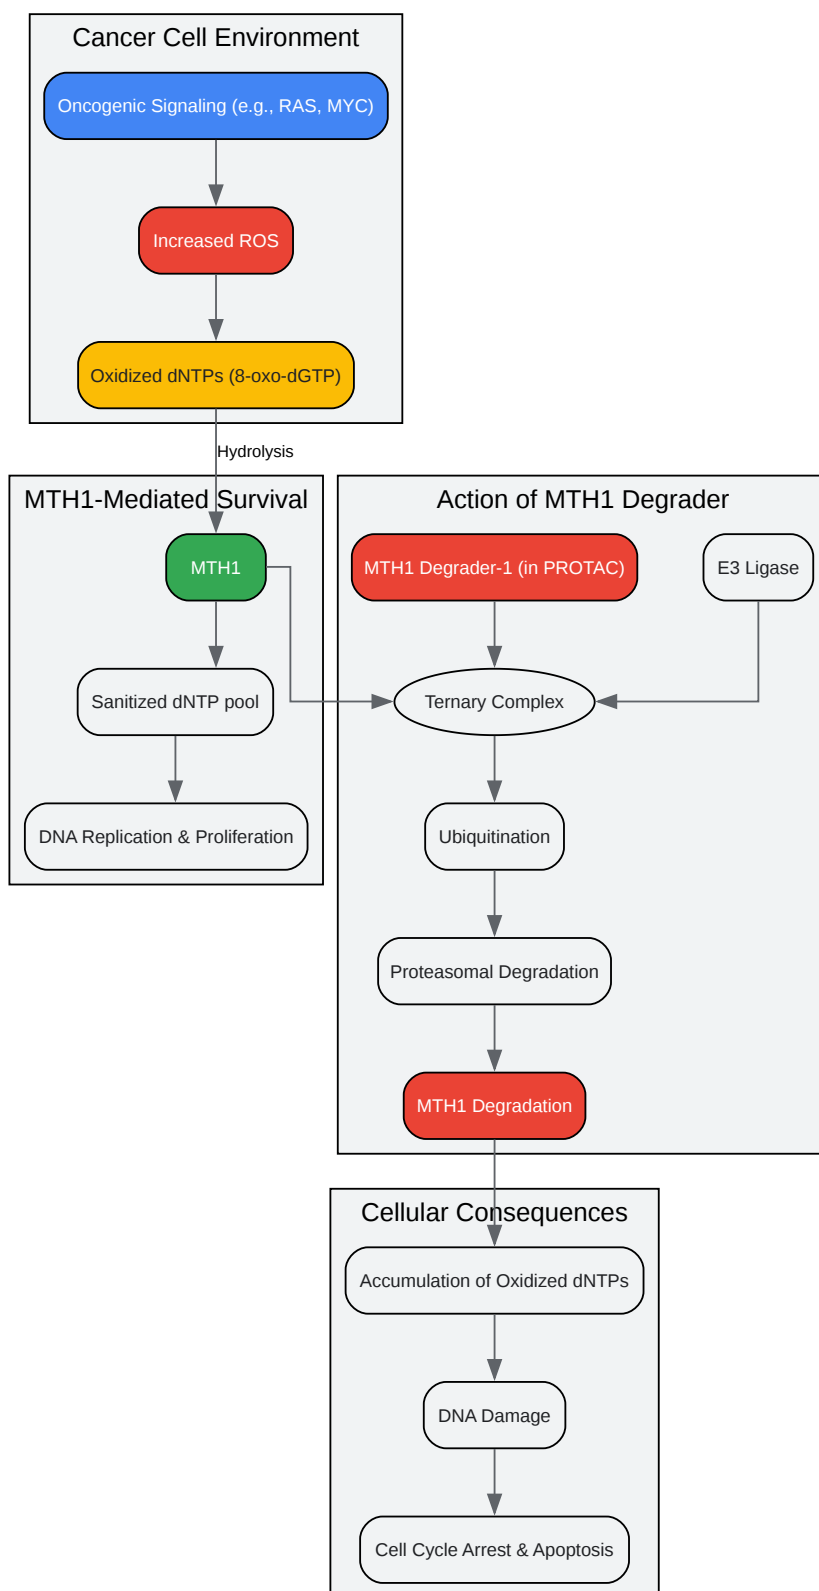 Cancer Cell Environment
Oncogenic Signaling (e.g., RAS, MYC)
Increased ROS
Oxidized dNTPs (8-oxo-dGTP)
Hydrolysis
MTH1-Mediated Survival
MTH1
Sanitized dNTP pool
DNA Replication & Proliferation
Action of MTH1 Degrader
MTH1 Degrader-1 (in PROTAC)
E3 Ligase
Ternary Complex
Ubiquitination
Proteasomal Degradation
MTH1 Degradation
Cellular Consequences
Accumulation of Oxidized dNTPs
DNA Damage
Cell Cycle Arrest & Apoptosis